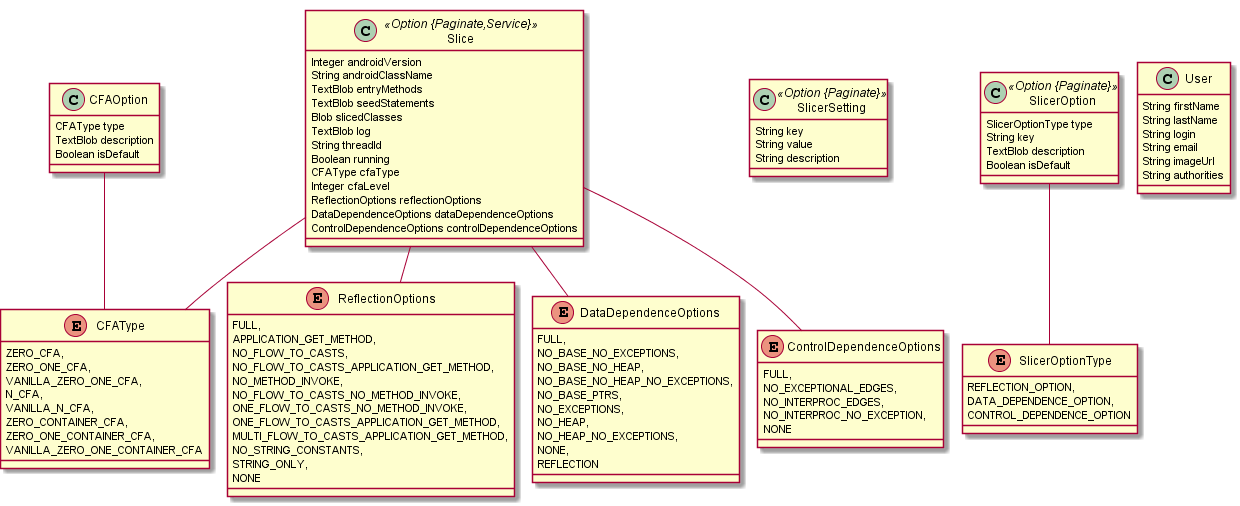 C CFAOption
CFAType type
TextBlob description
Boolean isDefault
C «Option {Paginate,Service}»
Slice
Integer androidVersion
String androidClassName
TextBlob entryMethods
TextBlob seedStatements
Blob slicedClasses
TextBlob log
String threadId
Boolean running
CFAType cfaType
Integer cfaLevel
ReflectionOptions reflectionOptions
DataDependenceOptions dataDependenceOptions
ControlDependenceOptions controlDependenceOptions
C «Option {Paginate}»
SlicerSetting
String key
String value
String description
C «Option {Paginate}»
SlicerOption
SlicerOptionType type
String key
TextBlob description
Boolean isDefault
C User
String firstName
String lastName
String login
String email
String imageUrl
String authorities
E CFAType
ZERO_CFA,
ZERO_ONE_CFA,
VANILLA_ZERO_ONE_CFA,
N_CFA,
VANILLA_N_CFA,
ZERO_CONTAINER_CFA,
ZERO_ONE_CONTAINER_CFA,
VANILLA_ZERO_ONE_CONTAINER_CFA
E ReflectionOptions
FULL,
APPLICATION_GET_METHOD,
NO_FLOW_TO_CASTS,
NO_FLOW_TO_CASTS_APPLICATION_GET_METHOD,
NO_METHOD_INVOKE,
NO_FLOW_TO_CASTS_NO_METHOD_INVOKE,
ONE_FLOW_TO_CASTS_NO_METHOD_INVOKE,
ONE_FLOW_TO_CASTS_APPLICATION_GET_METHOD,
MULTI_FLOW_TO_CASTS_APPLICATION_GET_METHOD,
NO_STRING_CONSTANTS,
STRING_ONLY,
NONE
E DataDependenceOptions
FULL,
NO_BASE_NO_EXCEPTIONS,
NO_BASE_NO_HEAP,
NO_BASE_NO_HEAP_NO_EXCEPTIONS,
NO_BASE_PTRS,
NO_EXCEPTIONS,
NO_HEAP,
NO_HEAP_NO_EXCEPTIONS,
NONE,
REFLECTION
E ControlDependenceOptions
FULL,
NO_EXCEPTIONAL_EDGES,
NO_INTERPROC_EDGES,
NO_INTERPROC_NO_EXCEPTION,
NONE
E SlicerOptionType
REFLECTION_OPTION,
DATA_DEPENDENCE_OPTION,
CONTROL_DEPENDENCE_OPTION